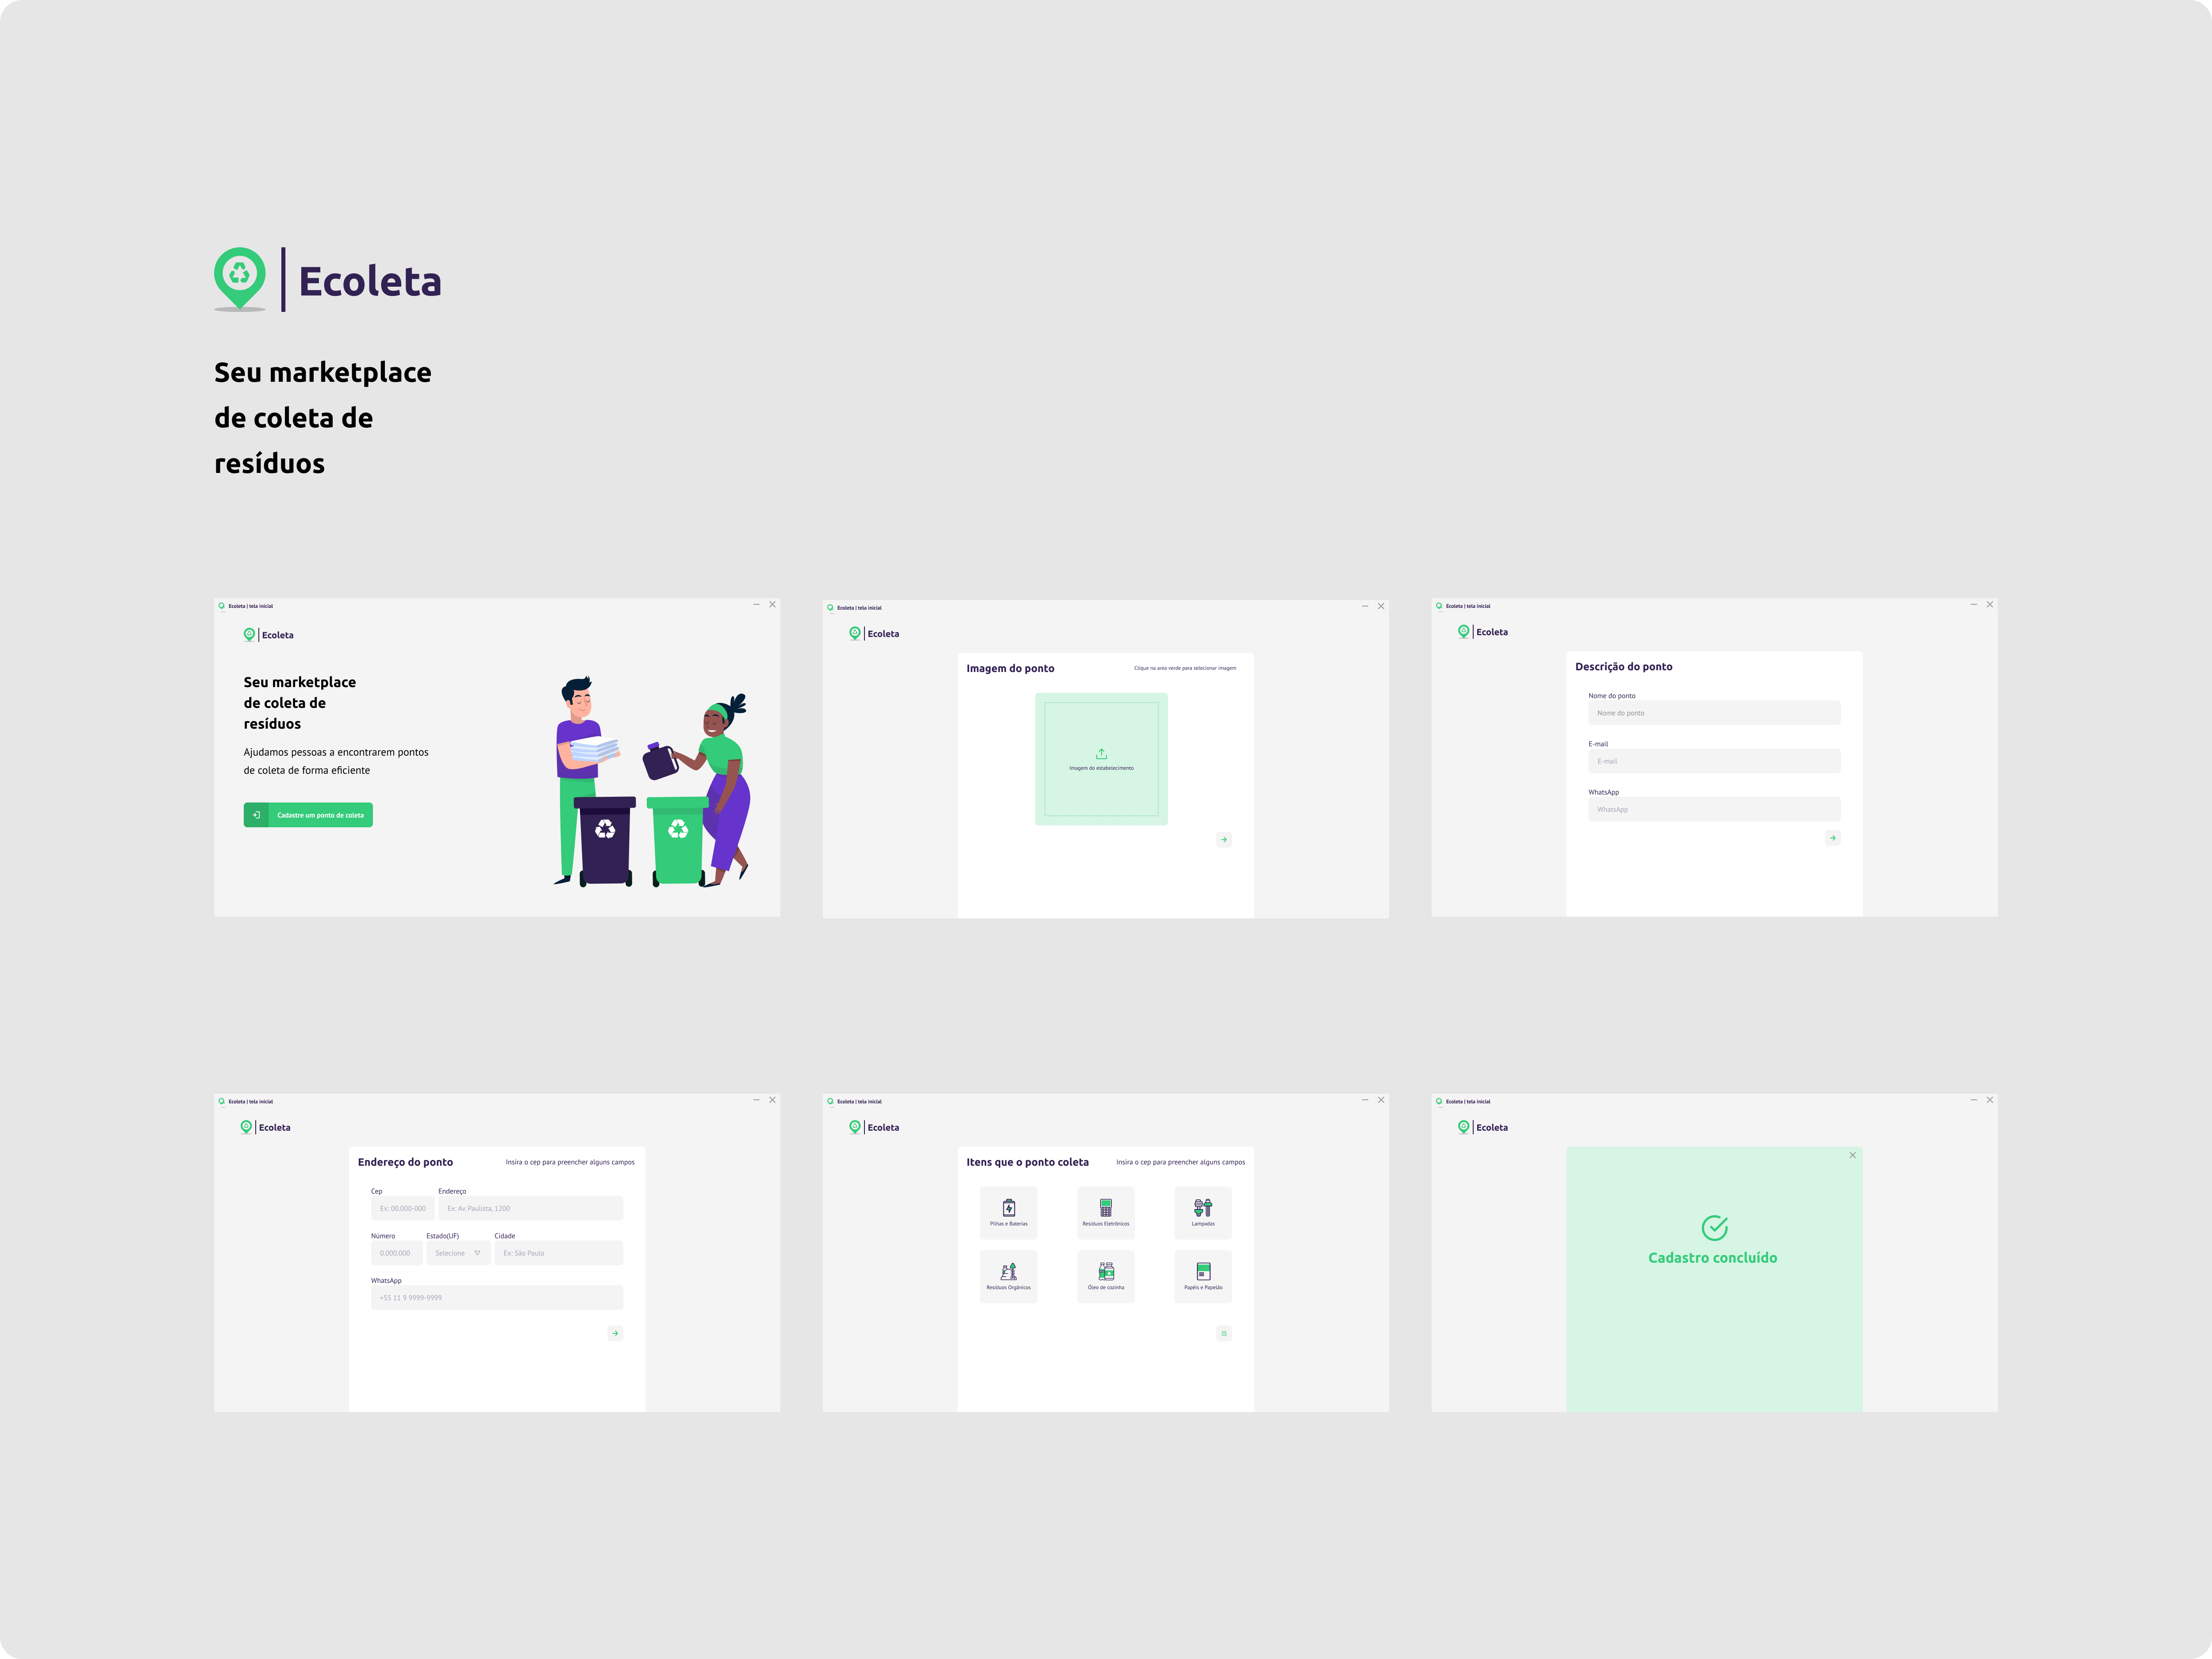 Ecoleta
Seu marketplace
de coleta de
resíduos
Ecoleta | tela inicial
Ecoleta
Seu marketplace
de coleta de
resíduos
Ajudamos pessoas a encontrarem pontos
de coleta de forma eficiente
Cadastre um ponto de coleta
Ecoleta | tela inicial
Ecoleta
Imagem do ponto
Clique na area verde para selecionar imagem
Imagem do estabelecimento
Ecoleta | tela inicial
Ecoleta
Descrição do ponto
Nome do ponto
Nome do ponto
E-mail
E-mail
WhatsApp
WhatsApp
Ecoleta | tela inicial
Ecoleta
Endereço do ponto
Insira o cep para preencher alguns campos
Cep
Endereço
Ex: 00.000-000
Ex: Av. Paulista, 1200
Número
Estado(UF)
Cidade
0.000.000
Selecione
Ex: São Paulo
WhatsApp
+55 11 9 9999-9999
Ecoleta | tela inicial
Ecoleta
Itens que o ponto coleta
Insira o cep para preencher alguns campos
Pilhas e Baterias
Resíduos Eletrônicos
Lampadas
Resíduos Orgânicos
Óleo de cozinha
Papéis e Papelão
Ecoleta | tela inicial
Ecoleta
Cadastro concluído